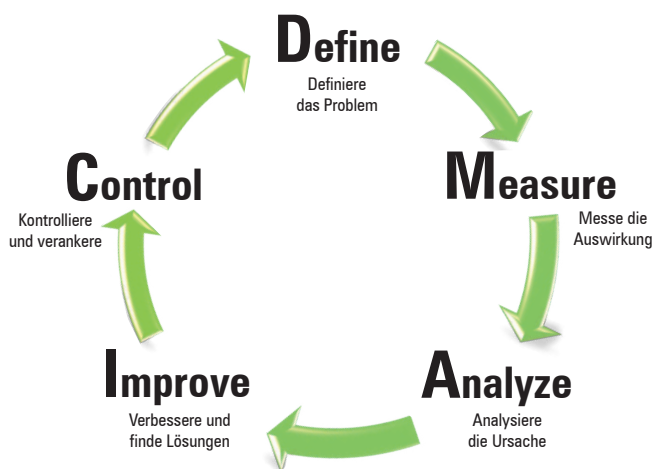 Define
Definiere
das Problem
Measure
Messe die
Auswirkung
Analyze
Analysiere
die Ursache
Improve
Verbessere und
finde Lösungen
Control
Kontrolliere
und verankere